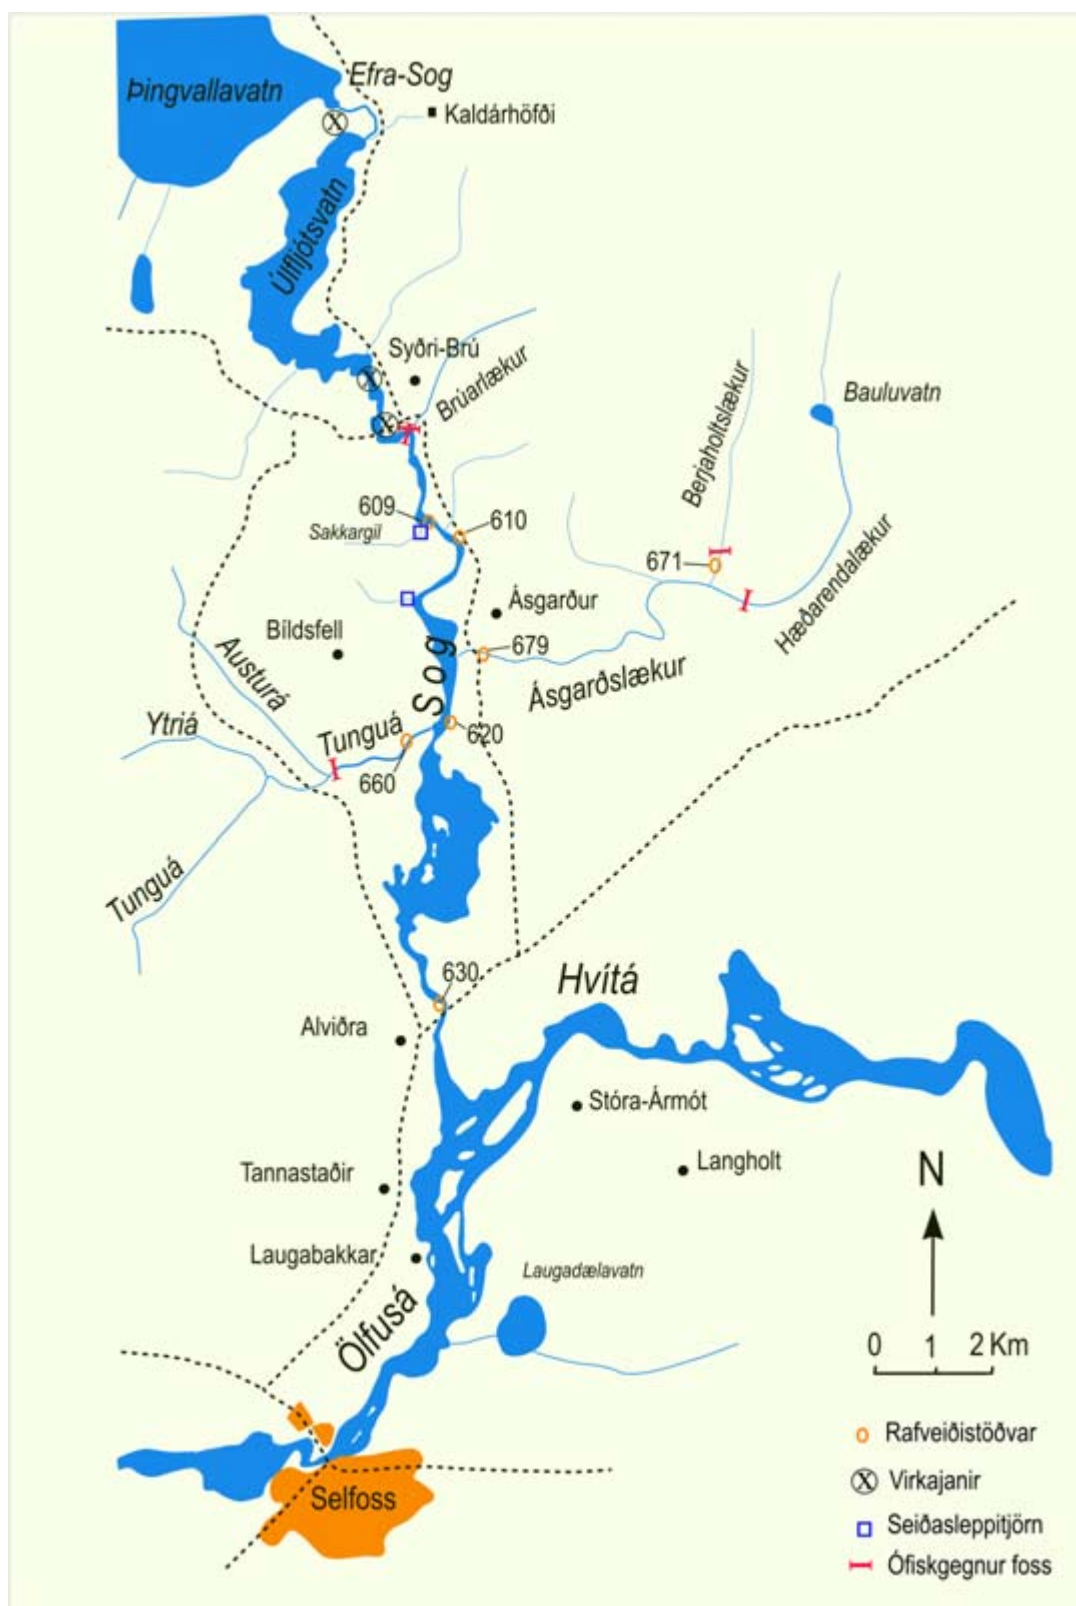 Efra-Sog
Þingvallavatn
Kaldárhöfði
X
Úlfljótsvatn
Syðri-Brú
X
Brúarlækur
X
Bauluvatn
Berjaholtslækur
609
610
Sakkargil
671
Hæðarendalækur
Ásgarður
Bíldsfell
679
Sog
Austurá
Ásgarðslækur
Ytriá
Tunguá
620
660
Tunguá
630
Hvítá
Alviðra
Stóra-Ármót
Langholt
Tannastaðir
N
Laugabakkar
Laugadælavatn
Ölfusá
0 1 2 Km
Rafveiðistöðvar
X Virkajanir
Selfoss
Seiðasleppitjörn
Ófiskgegnur foss